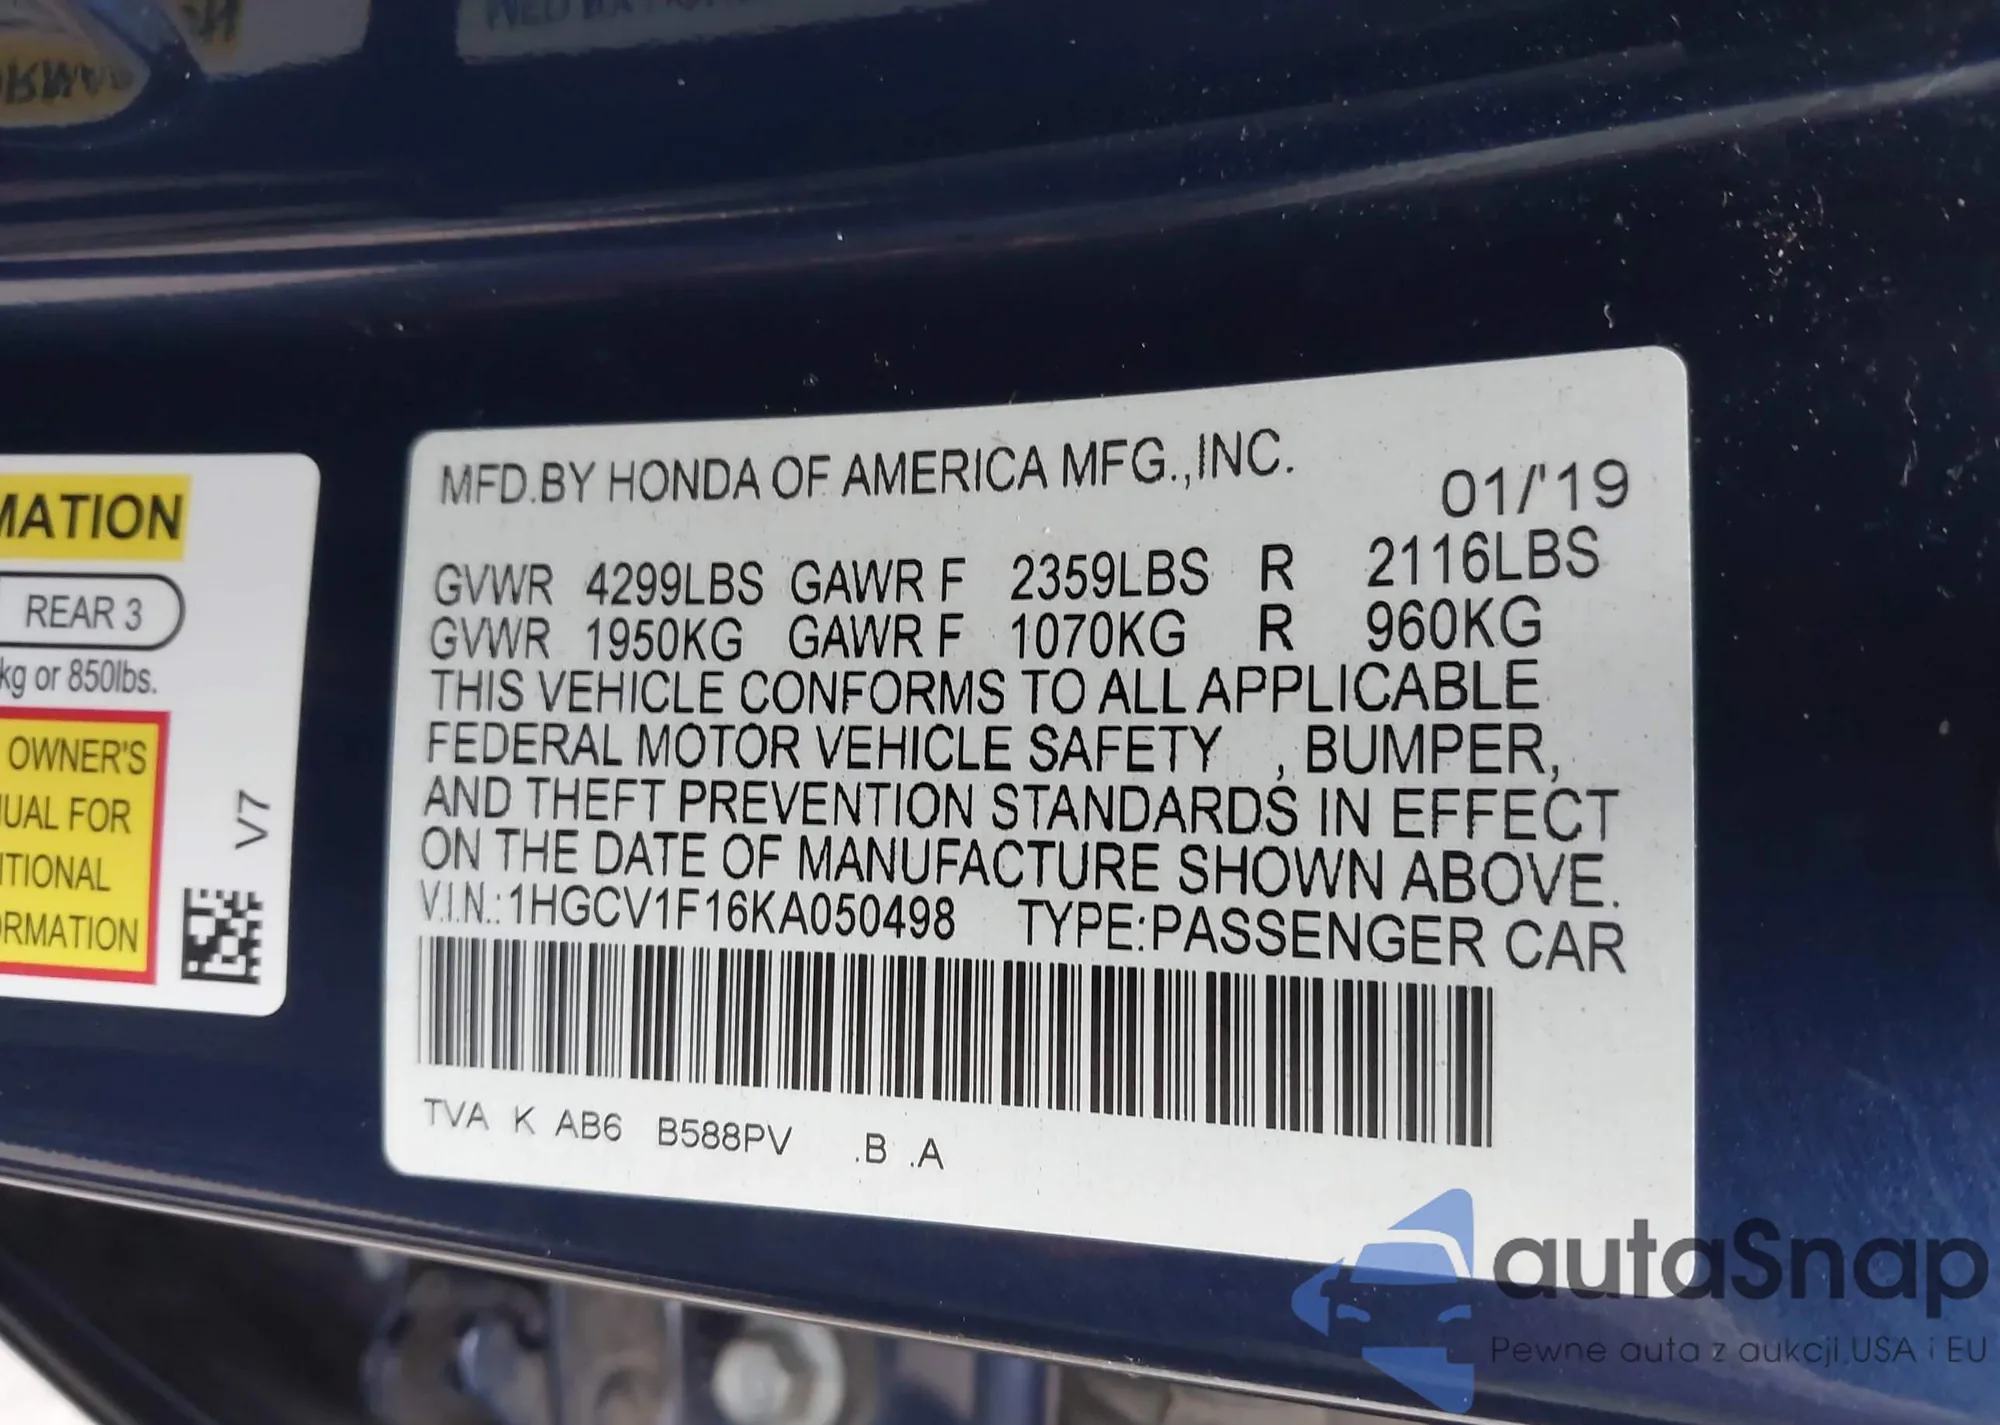 MATION
REAR 3
kg or 850lbs.
OWNER'S
UAL FOR
ITIONAL
ORMATION
V7
MFD.BY HONDA OF AMERICA MFG.,INC.
01/'19
GVWR 4299LBS GAWR F 2359LBS R 2116LBS
GVWR 1950KG GAWR F 1070KG R 960KG
THIS VEHICLE CONFORMS TO ALL APPLICABLE
FEDERAL MOTOR VEHICLE SAFETY , BUMPER,
AND THEFT PREVENTION STANDARDS IN EFFECT
ON THE DATE OF MANUFACTURE SHOWN ABOVE.
V.I.N.:1HGCV1F16KA050498 TYPE:PASSENGER CAR
TVA K AB6 B588PV .B .A
autaSnap
Pewne auta z aukcji USA i EU